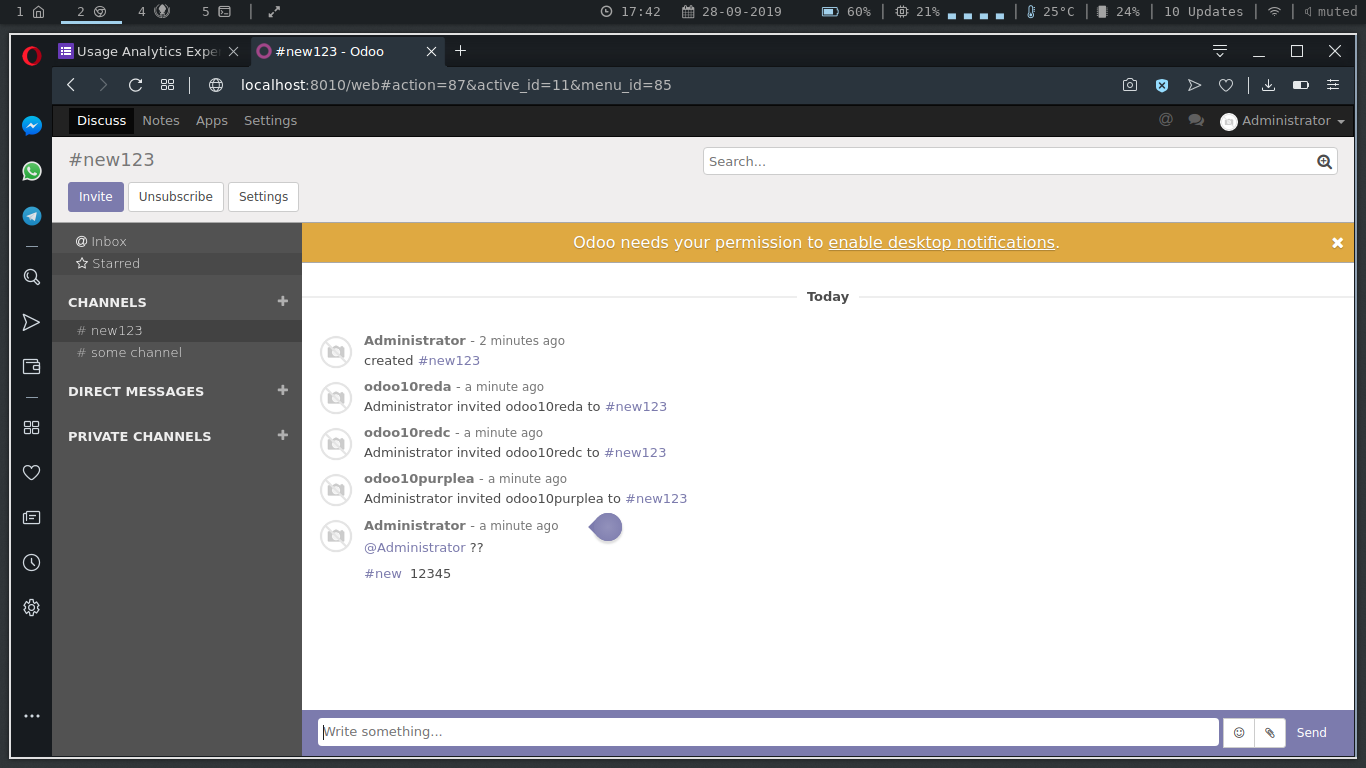 1 2 4 5 17:42 28-09-2019 60% 21% 25°C 24% 10 Updates muted
Usage Analytics Expe #new123 - Odoo
localhost:8010/web#action=87&active_id=11&menu_id=85
Discuss Notes Apps Settings @ Administrator
#new123
Search...
Invite Unsubscribe Settings
Inbox
Starred
CHANNELS +
# new123
# some channel
DIRECT MESSAGES +
PRIVATE CHANNELS +
Odoo needs your permission to enable desktop notifications.
Today
Administrator - 2 minutes ago
created #new123
odoo10reda - a minute ago
Administrator invited odoo10reda to #new123
odoo10redc - a minute ago
Administrator invited odoo10redc to #new123
odoo10purplea - a minute ago
Administrator invited odoo10purplea to #new123
Administrator - a minute ago
@Administrator ??
#new 12345
Write something...
Send